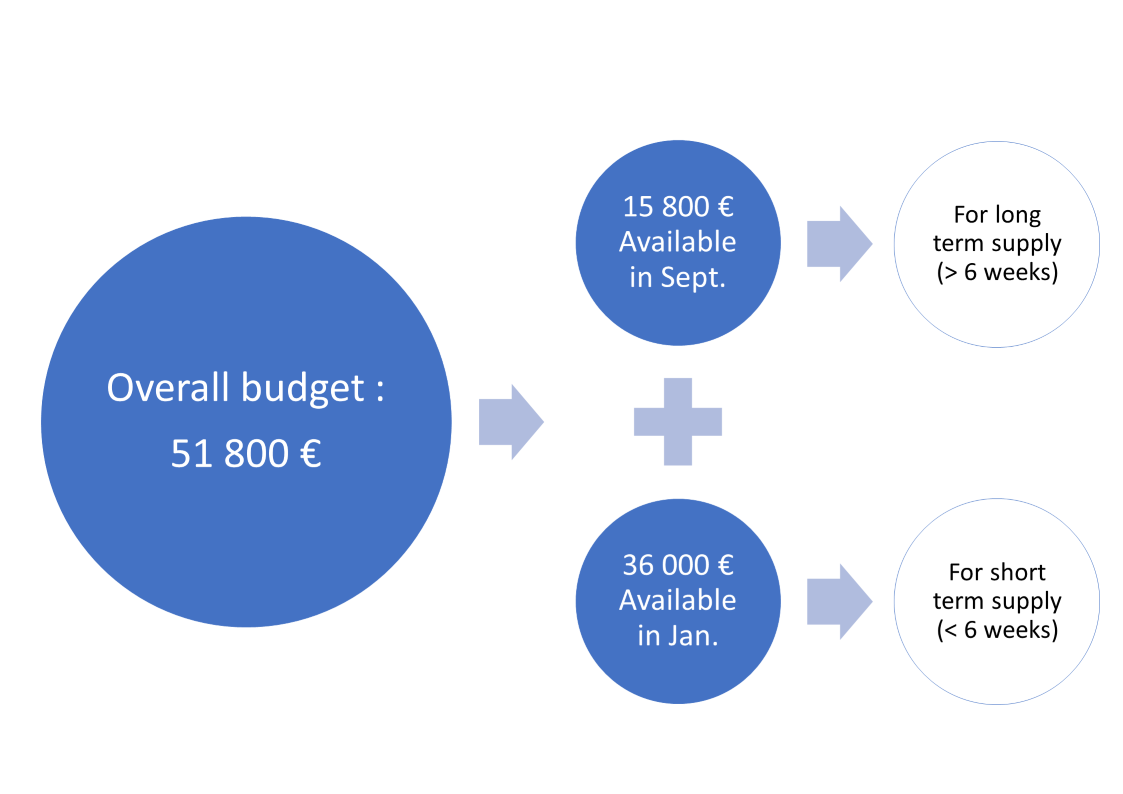 Overall budget :
51 800 €
15 800 €
Available
in Sept.
For long
term supply
(> 6 weeks)
36 000 €
Available
in Jan.
For short
term supply
(< 6 weeks)